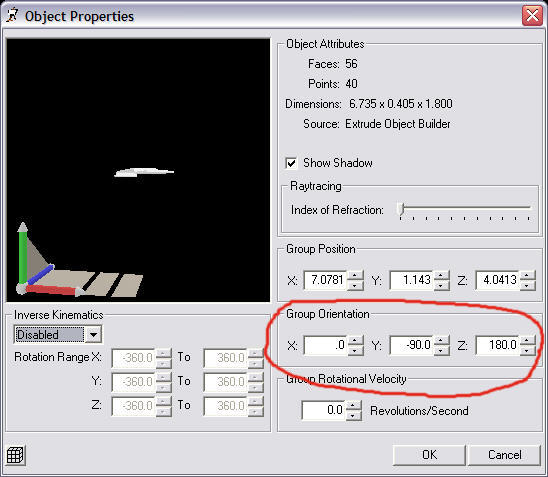 Object Properties
Object Attributes
Faces: 56
Points: 40
Dimensions: 6.735 x 0.405 x 1.800
Source: Extrude Object Builder
Show Shadow
Raytracing
Index of Refraction:
Group Position
X: 7.0781 Y: 1.143 Z: 4.0413
Inverse Kinematics
Disabled
Rotation Range X: -360.0 To 360.0
Y: -360.0 To 360.0
Z: -360.0 To 360.0
Group Orientation
X: .0 Y: -90.0 Z: 180.0
Group Rotational Velocity
0.0 Revolutions/Second
OK Cancel